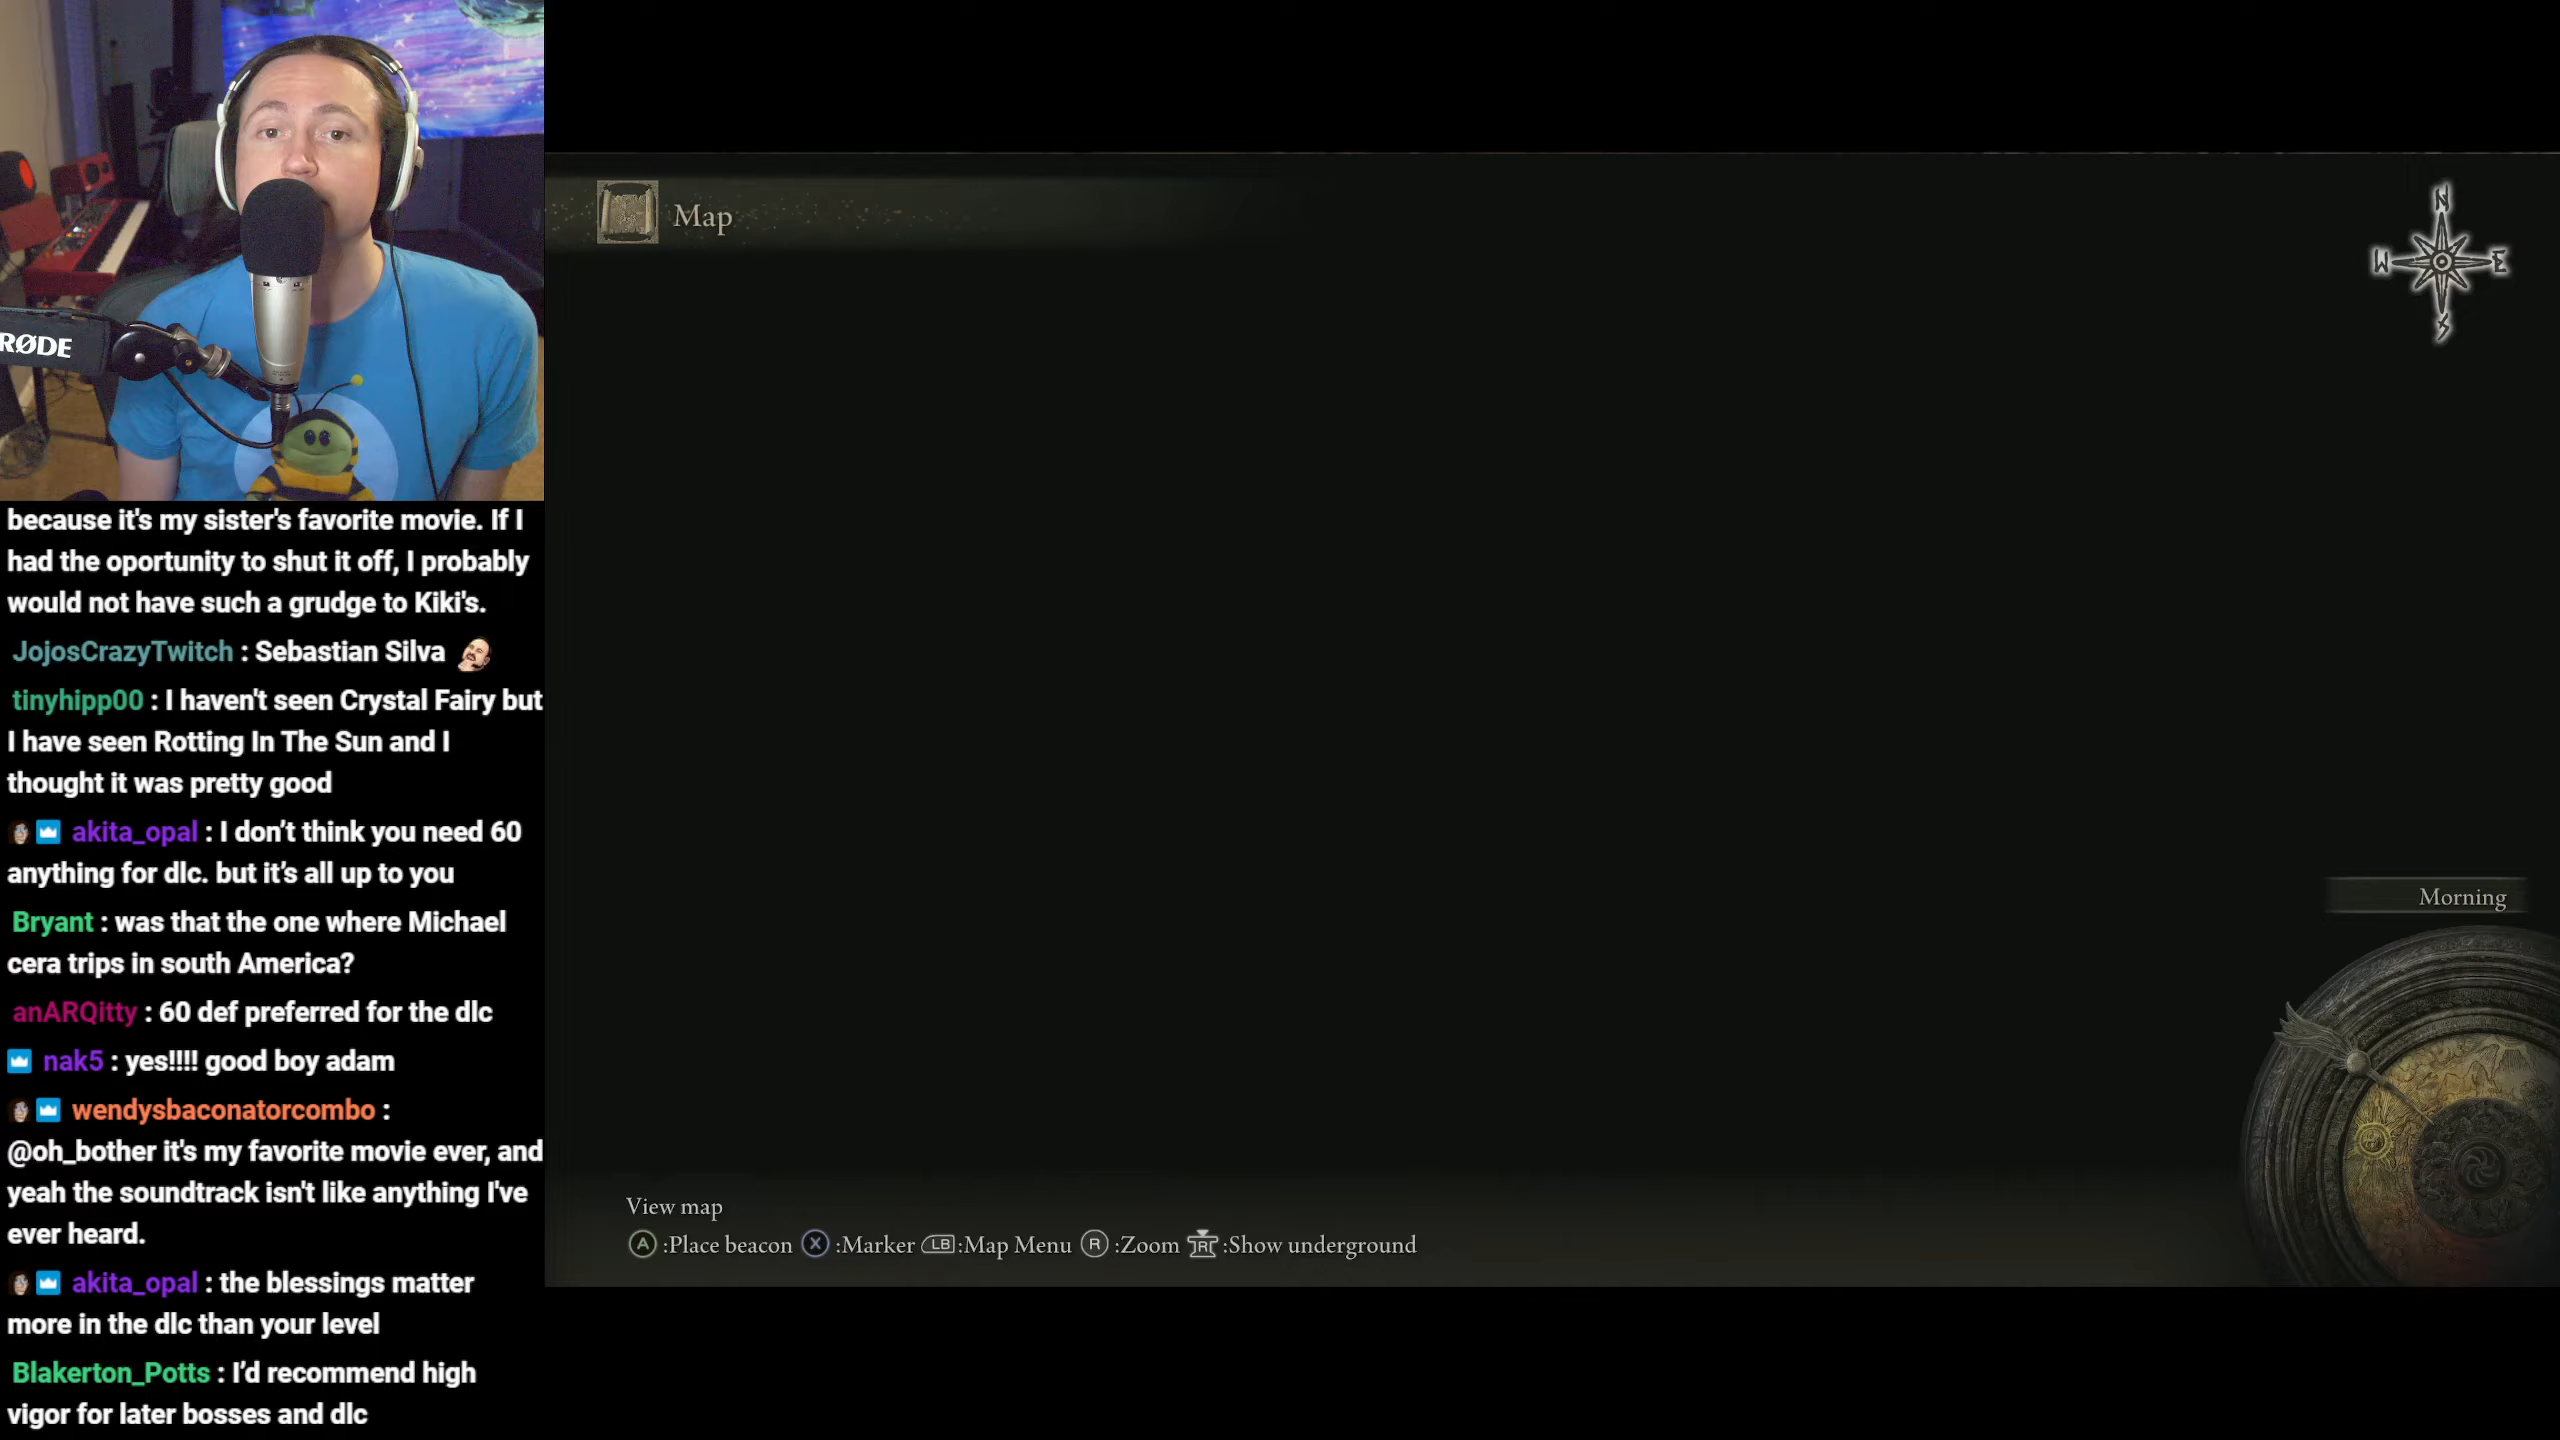 RØDE
because it's my sister's favorite movie. If I
had the oportunity to shut it off, I probably
would not have such a grudge to Kiki's.
JojosCrazyTwitch : Sebastian Silva
tinyhipp00 : I haven't seen Crystal Fairy but
I have seen Rotting In The Sun and I
thought it was pretty good
akita_opal : I don’t think you need 60
anything for dlc. but it’s all up to you
Bryant : was that the one where Michael
cera trips in south America?
anARQitty : 60 def preferred for the dlc
nak5 : yes!!!! good boy adam
wendysbaconatorcombo :
@oh_bother it's my favorite movie ever, and
yeah the soundtrack isn't like anything I've
ever heard.
akita_opal : the blessings matter
more in the dlc than your level
Blakerton_Potts : I’d recommend high
vigor for later bosses and dlc
Map
N
W E
S
Morning
View map
A :Place beacon X :Marker LB :Map Menu R :Zoom R :Show underground